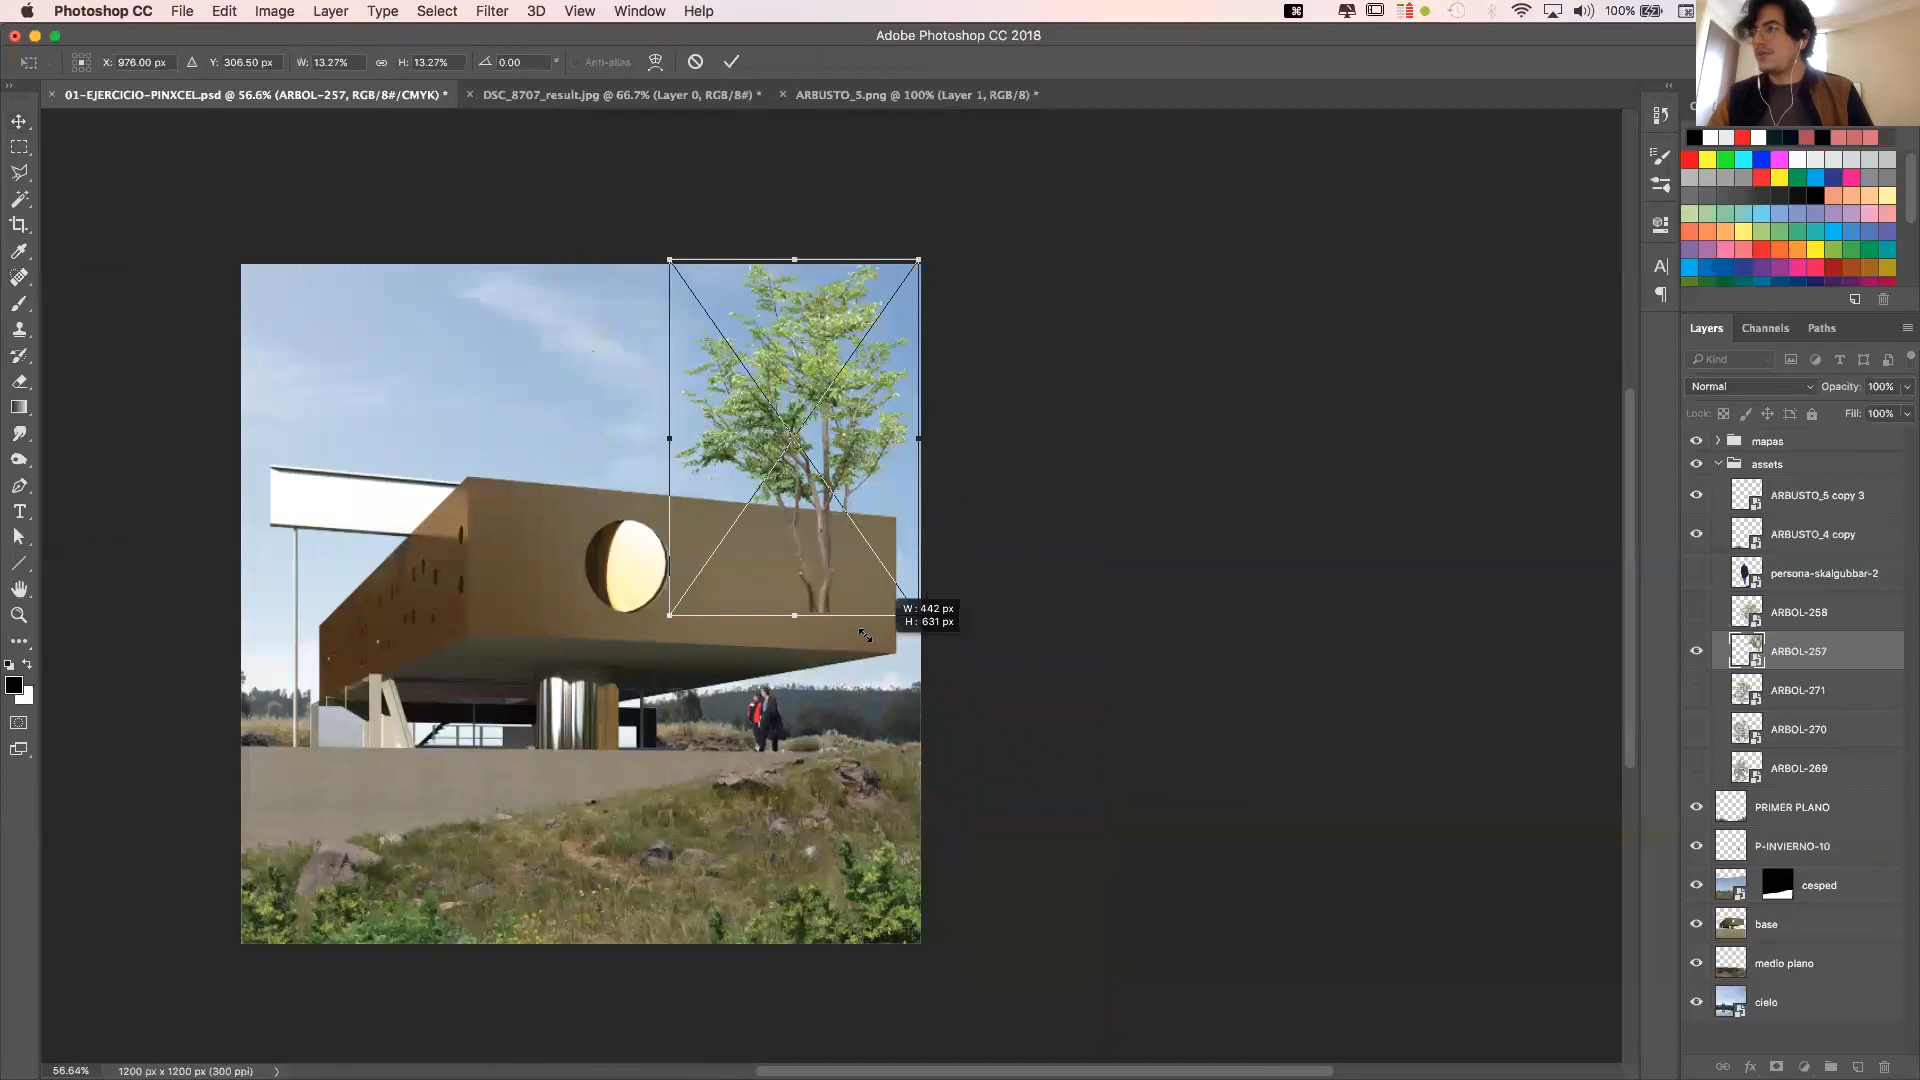 Photoshop CC File Edit Image Layer Type Select Filter 3D View Window Help 100%
Adobe Photoshop CC 2018
X: 976.00 px Y: 306.50 px W: 13.27% H: 13.27% 0.00 ° Anti-alias
01-EJERCICIO-PINXCEL.psd @ 56.6% (ARBOL-257, RGB/8#/CMYK) * DSC_8707_result.jpg @ 66.7% (Layer 0, RGB/8#) * ARBUSTO_5.png @ 100% (Layer 1, RGB/8) *
Layers Channels Paths
Kind
Normal Opacity: 100%
Lock: Fill: 100%
mapas
assets
ARBUSTO_5 copy 3
ARBUSTO_4 copy
persona-skalgubbar-2
ARBOL-258
ARBOL-257
ARBOL-271
ARBOL-270
ARBOL-269
PRIMER PLANO
P-INVIERNO-10
cesped
base
medio plano
cielo
W : 442 px
H : 631 px
56.64% 1200 px x 1200 px (300 ppi)